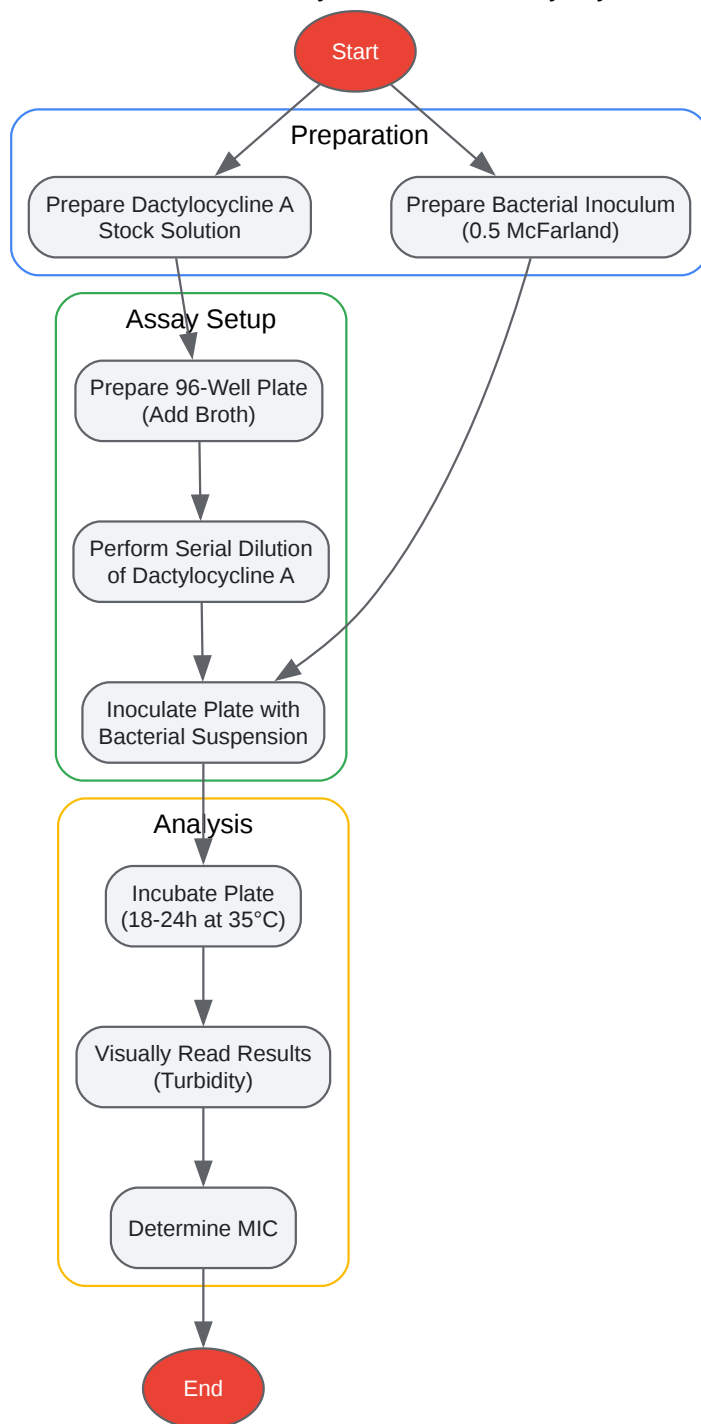 Start
Preparation
Prepare Dactylocycline A
Stock Solution
Prepare Bacterial Inoculum
(0.5 McFarland)
Assay Setup
Prepare 96-Well Plate
(Add Broth)
Perform Serial Dilution
of Dactylocycline A
Inoculate Plate with
Bacterial Suspension
Analysis
Incubate Plate
(18-24h at 35°C)
Visually Read Results
(Turbidity)
Determine MIC
End